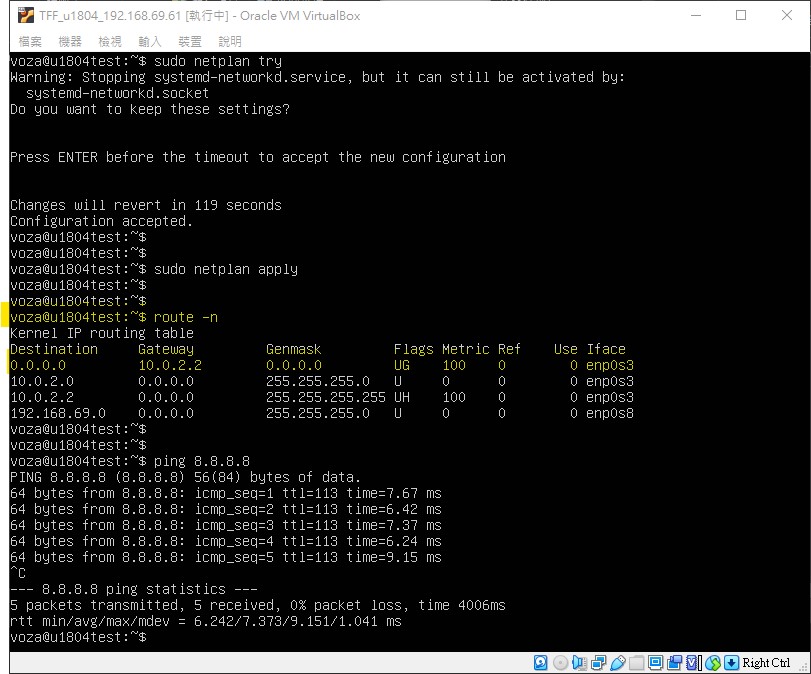 TFF_u1804_192.168.69.61 [執行中] - Oracle VM VirtualBox
檔案 機器 檢視 輸入 裝置 說明
voza@u1804test:~$ sudo netplan try
Warning: Stopping systemd-networkd.service, but it can still be activated by:
  systemd-networkd.socket
Do you want to keep these settings?
Press ENTER before the timeout to accept the new configuration
Changes will revert in 119 seconds
Configuration accepted.
voza@u1804test:~$
voza@u1804test:~$
voza@u1804test:~$ sudo netplan apply
voza@u1804test:~$
voza@u1804test:~$
voza@u1804test:~$ route -n
Kernel IP routing table
Destination     Gateway         Genmask         Flags Metric Ref    Use Iface
0.0.0.0         10.0.2.2        0.0.0.0         UG    100    0        0 enp0s3
10.0.2.0        0.0.0.0         255.255.255.0   U     0      0        0 enp0s3
10.0.2.2        0.0.0.0         255.255.255.255 UH    100    0        0 enp0s3
192.168.69.0    0.0.0.0         255.255.255.0   U     0      0        0 enp0s8
voza@u1804test:~$
voza@u1804test:~$
voza@u1804test:~$ ping 8.8.8.8
PING 8.8.8.8 (8.8.8.8) 56(84) bytes of data.
64 bytes from 8.8.8.8: icmp_seq=1 ttl=113 time=7.67 ms
64 bytes from 8.8.8.8: icmp_seq=2 ttl=113 time=6.42 ms
64 bytes from 8.8.8.8: icmp_seq=3 ttl=113 time=7.37 ms
64 bytes from 8.8.8.8: icmp_seq=4 ttl=113 time=6.24 ms
64 bytes from 8.8.8.8: icmp_seq=5 ttl=113 time=9.15 ms
^C
--- 8.8.8.8 ping statistics ---
5 packets transmitted, 5 received, 0% packet loss, time 4006ms
rtt min/avg/max/mdev = 6.242/7.373/9.151/1.041 ms
voza@u1804test:~$
Right Ctrl